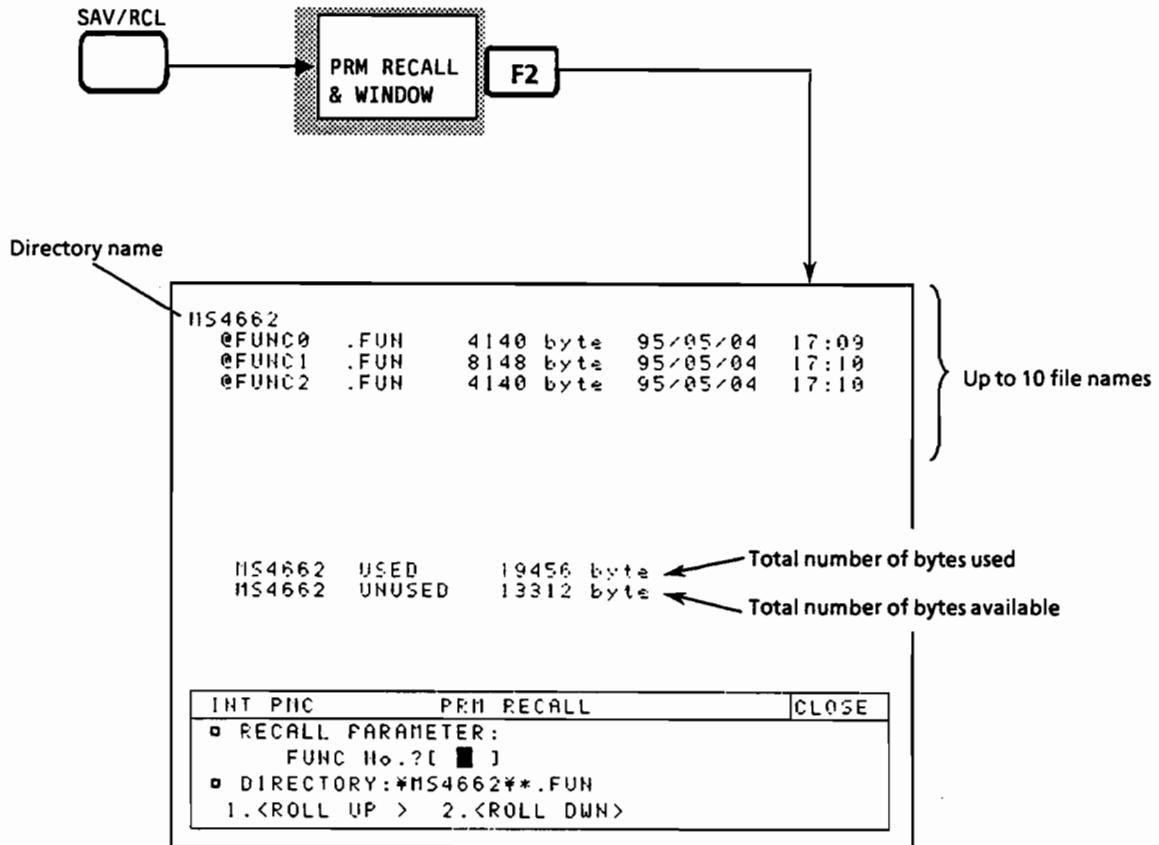 SAV/RCL
PRM RECALL
& WINDOW
F2
Directory name
MS4662
@FUNC0 .FUN 4140 byte 95/05/04 17:09
@FUNC1 .FUN 8148 byte 95/05/04 17:10
@FUNC2 .FUN 4140 byte 95/05/04 17:10
Up to 10 file names
MS4662 USED 19456 byte
Total number of bytes used
MS4662 UNUSED 13312 byte
Total number of bytes available
INT PMC PRM RECALL CLOSE
RECALL PARAMETER:
FUNC No.?[ ]
DIRECTORY:¥MS4662¥*.FUN
1.<ROLL UP > 2.<ROLL DWN>